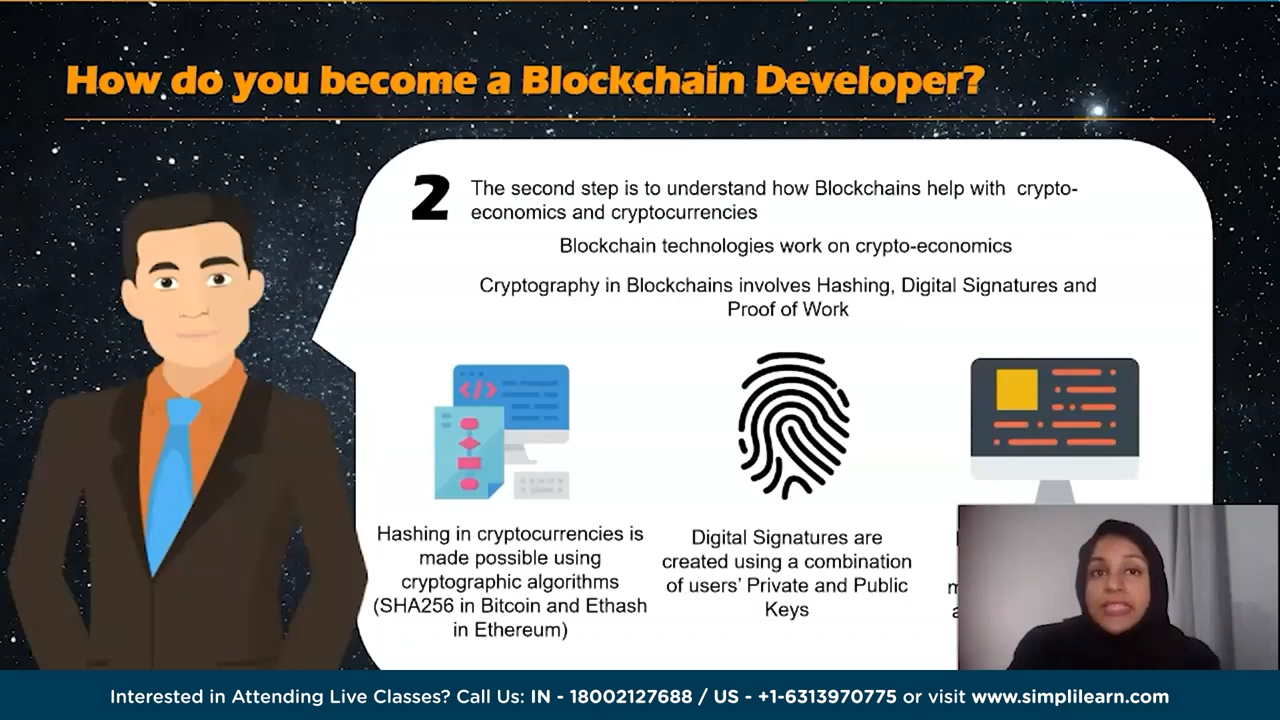 How do you become a Blockchain Developer?
2
The second step is to understand how Blockchains help with crypto-
economics and cryptocurrencies
Blockchain technologies work on crypto-economics
Cryptography in Blockchains involves Hashing, Digital Signatures and
Proof of Work
Hashing in cryptocurrencies is
made possible using
cryptographic algorithms
(SHA256 in Bitcoin and Ethash
in Ethereum)
Digital Signatures are
created using a combination
of users’ Private and Public
Keys
Interested in Attending Live Classes? Call Us: IN - 18002127688 / US - +1-6313970775 or visit www.simplilearn.com